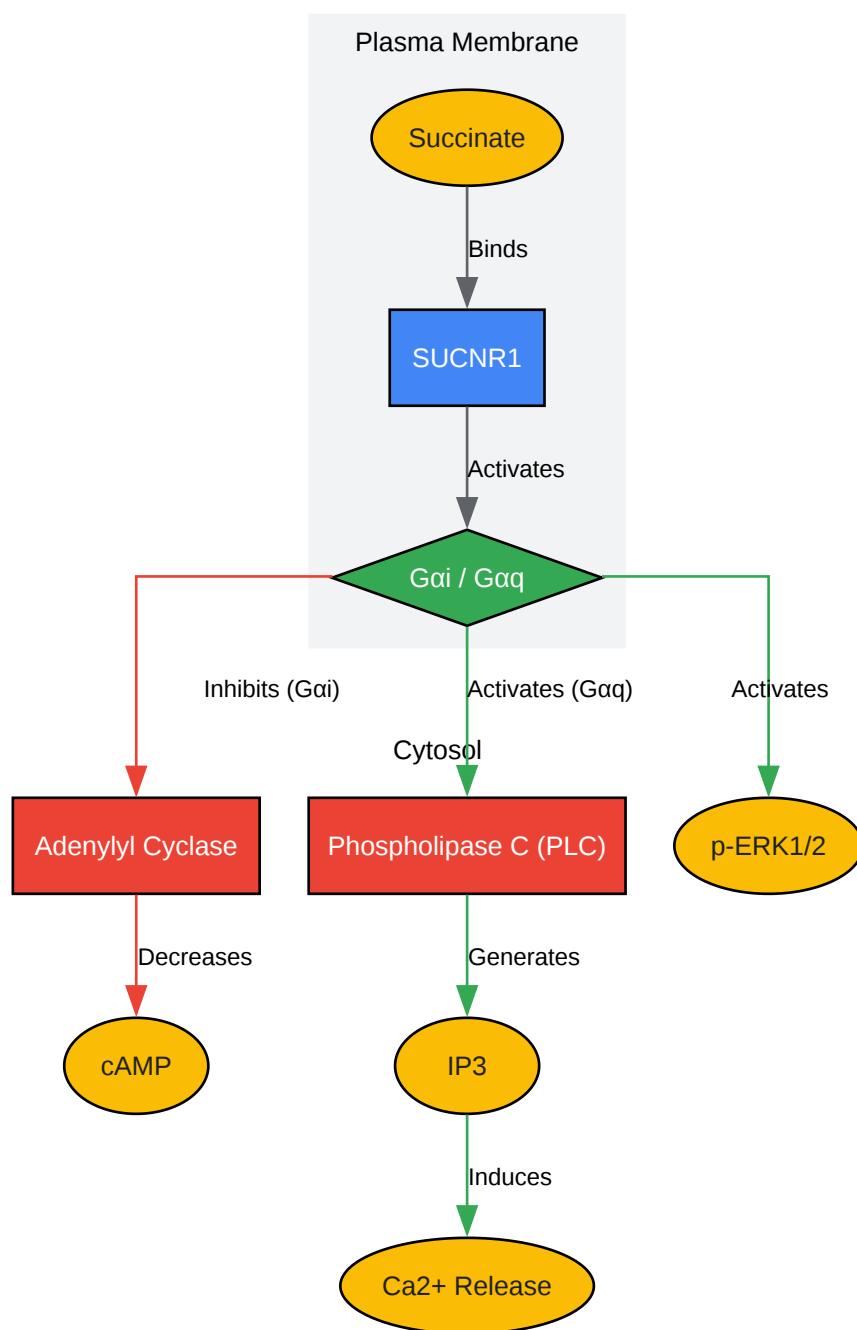 Plasma Membrane
Succinate
Binds
SUCNR1
Activates
Gαi / Gαq
Inhibits (Gαi)
Activates (Gαq)
Activates
Cytosol
Adenylyl Cyclase
Phospholipase C (PLC)
p-ERK1/2
Decreases
Generates
cAMP
IP3
Induces
Ca2+ Release